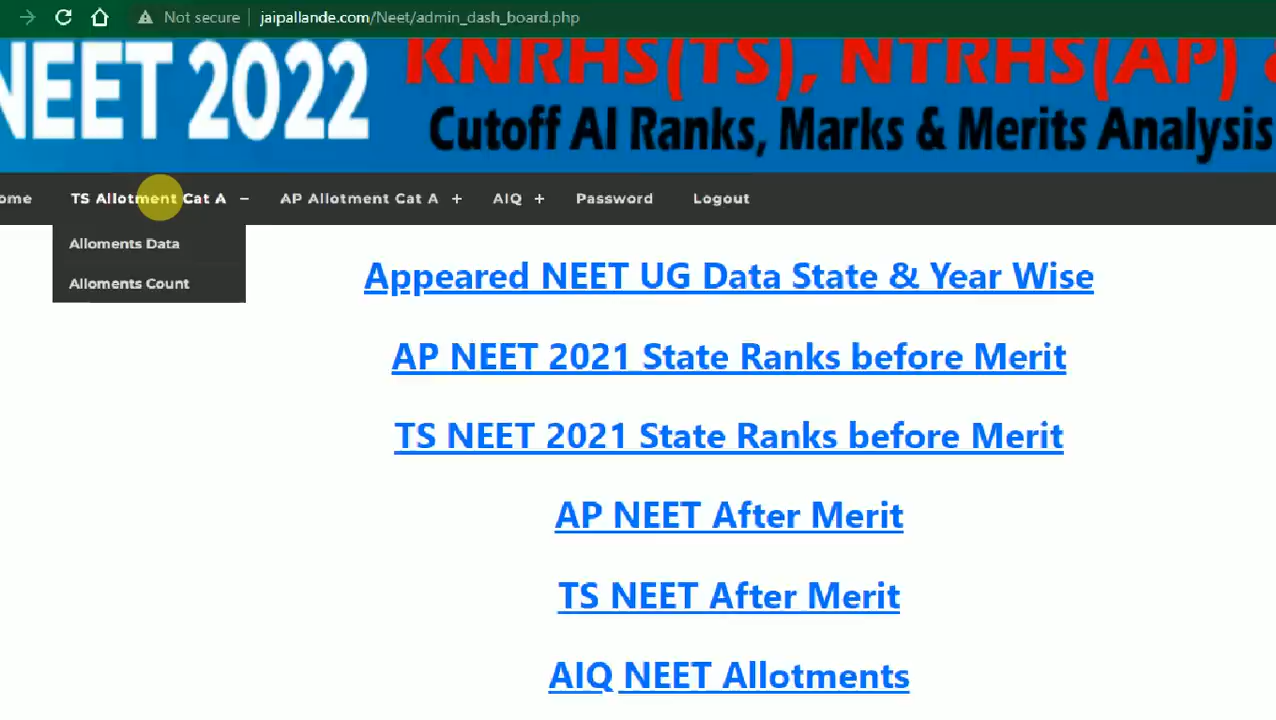 Not secure jaipallande.com/Neet/admin_dash_board.php
NEET 2022
KNRHS(TS), NTRHS(AP) &
Cutoff AI Ranks, Marks & Merits Analysis
ome TS Allotment Cat A − AP Allotment Cat A + AIQ + Password Logout
Alloments Data
Alloments Count
Appeared NEET UG Data State & Year Wise
AP NEET 2021 State Ranks before Merit
TS NEET 2021 State Ranks before Merit
AP NEET After Merit
TS NEET After Merit
AIQ NEET Allotments